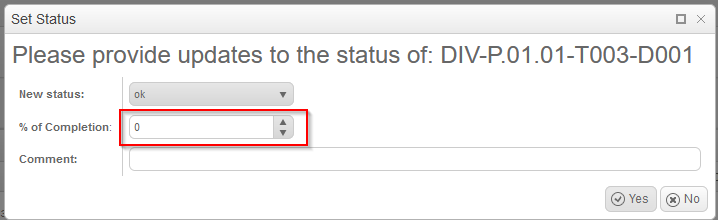 Set Status
Please provide updates to the status of: DIV-P.01.01-T003-D001
New status: ok
% of Completion: 0
Comment:
Yes No